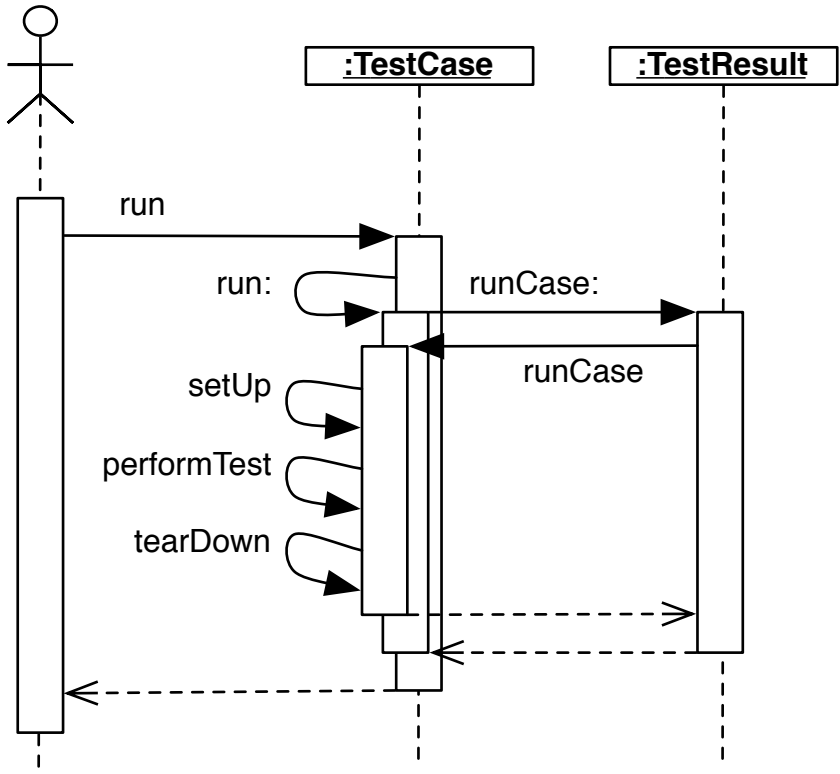 :TestCase
:TestResult
run
run:
runCase:
runCase
setUp
performTest
tearDown